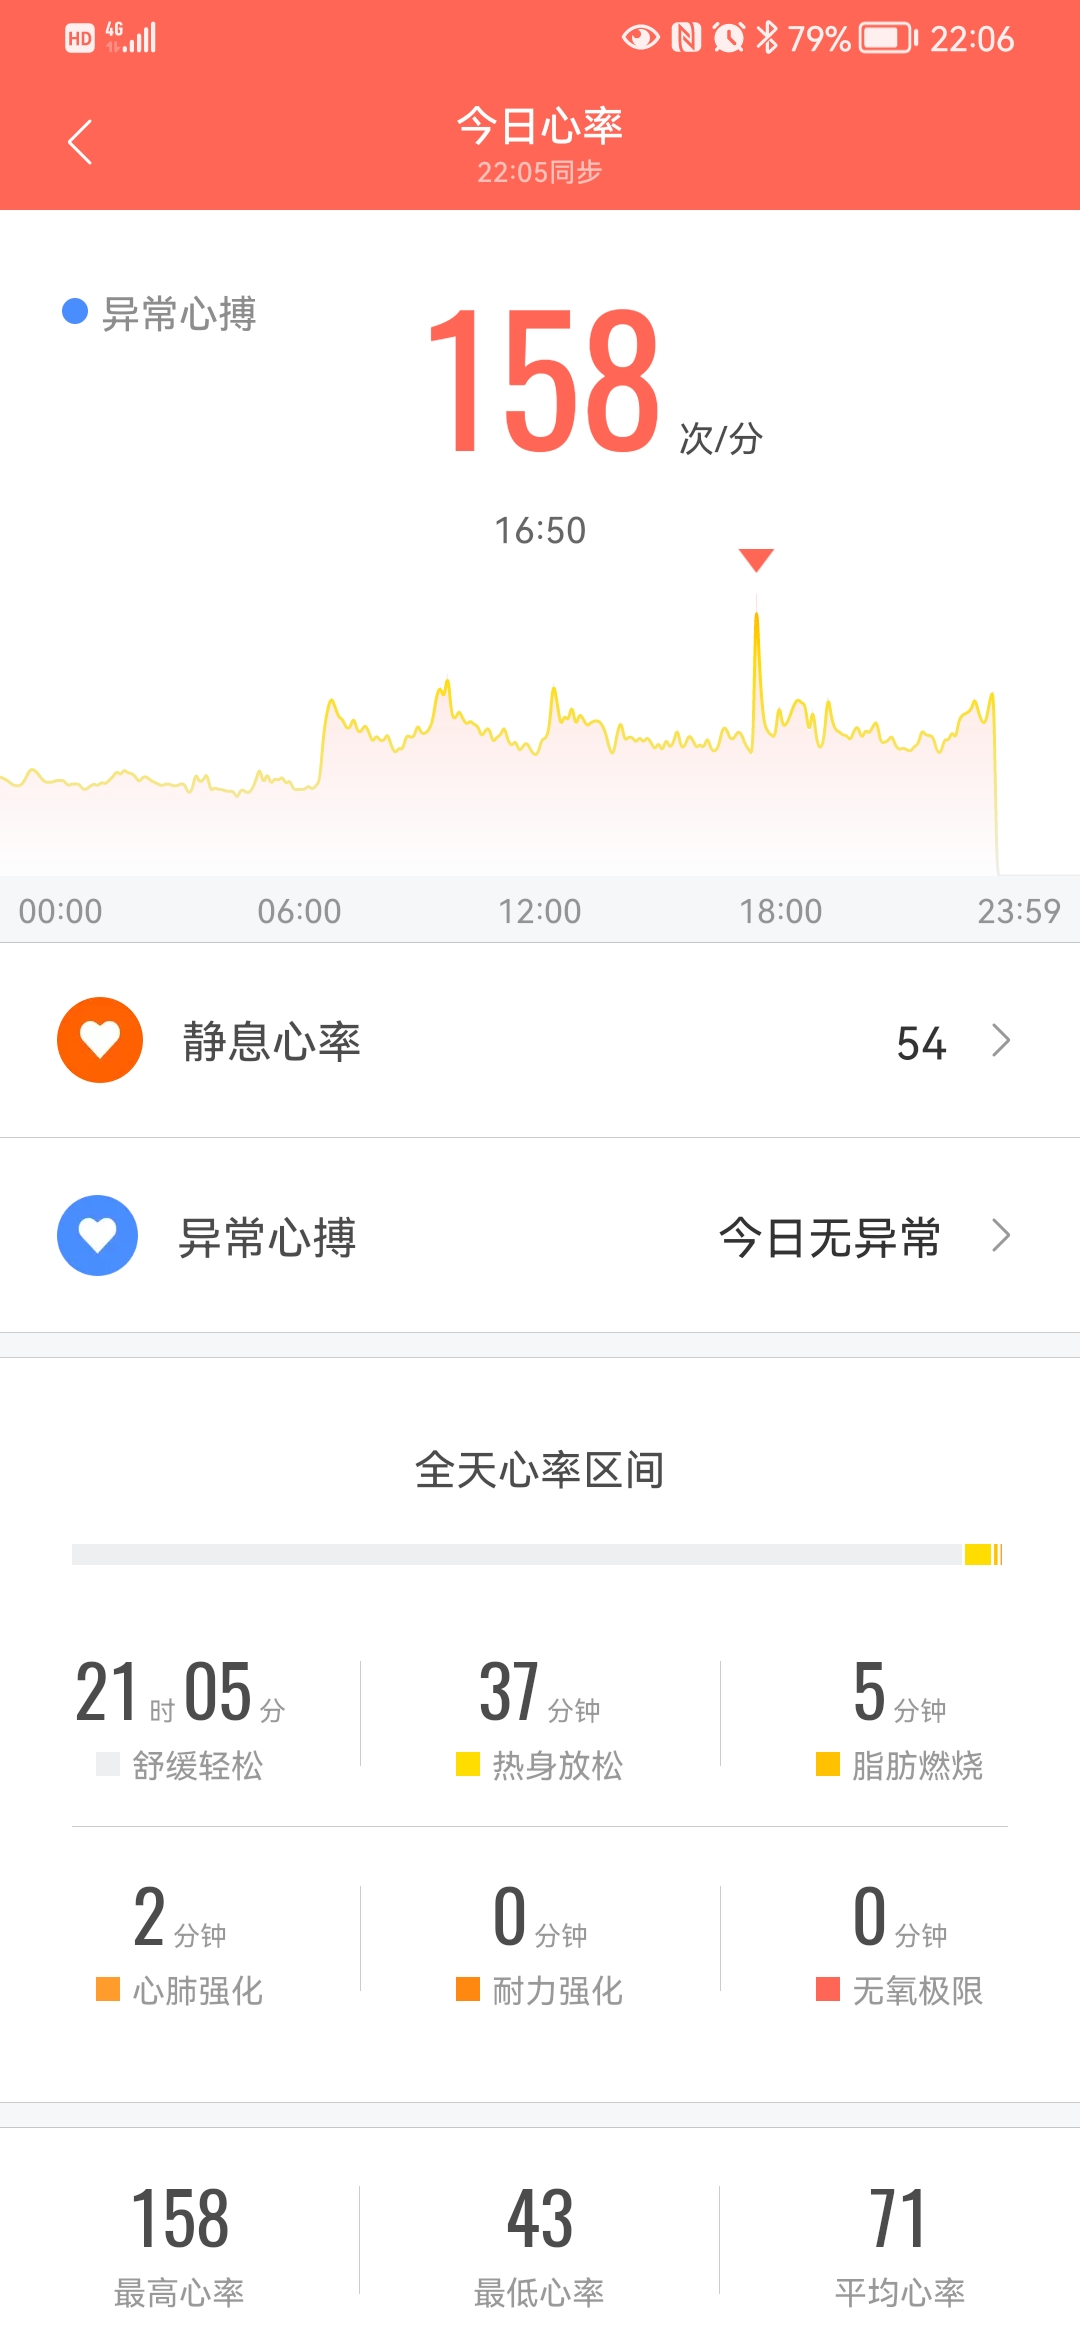 HD 4G 79% 22:06
今日心率
22:05同步
异常心搏
158 次/分
16:50
00:00 06:00 12:00 18:00 23:59
静息心率 54
异常心搏 今日无异常
全天心率区间
21时05分 37分钟 5分钟
舒缓轻松 热身放松 脂肪燃烧
2分钟 0分钟 0分钟
心肺强化 耐力强化 无氧极限
158 43 71
最高心率 最低心率 平均心率